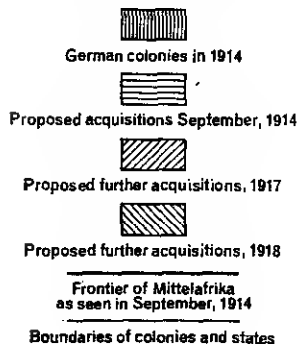 German colonies in 1914
Proposed acquisitions September, 1914
Proposed further acquisitions, 1917
Proposed further acquisitions, 1918
Frontier of Mittelafrika
as seen in September, 1914
Boundaries of colonies and states